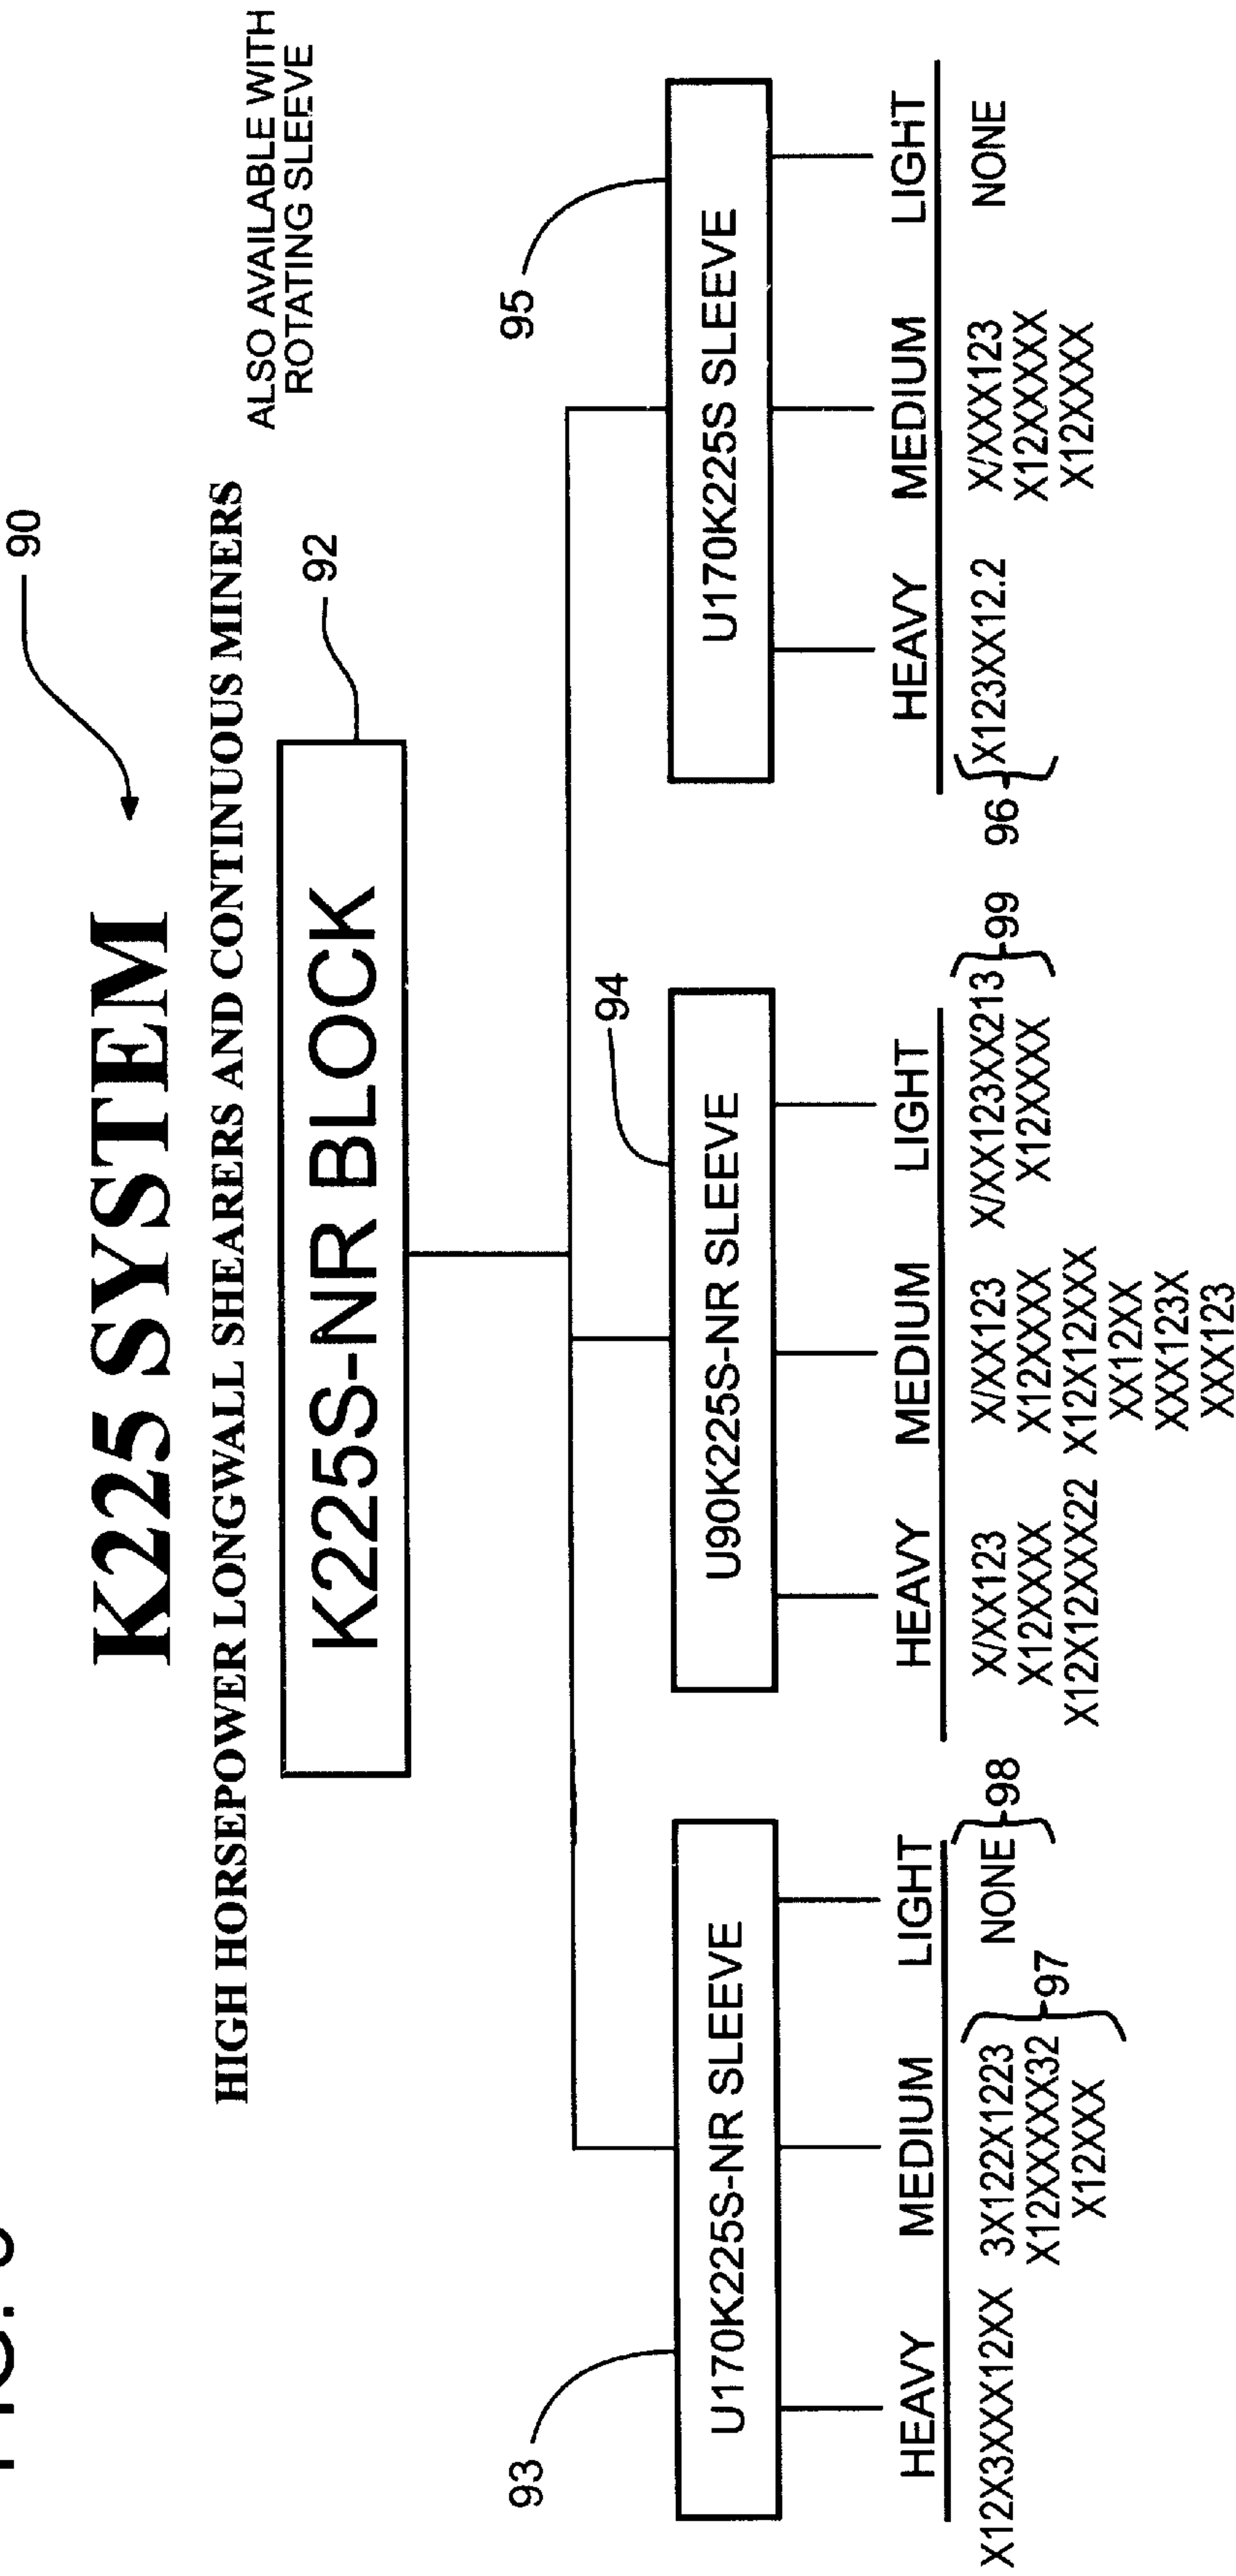 90
K225 SYSTEM
HIGH HORSEPOWER LONGWALL SHEARERS AND CONTINUOUS MINERS
ALSO AVAILABLE WITH
ROTATING SLEEVE
K225S-NR BLOCK
92
93
94
95
U170K225S-NR SLEEVE
HEAVY MEDIUM LIGHT
X12X3XXX12XX 3X122X1223 NONE 98
X12XXXXX32 97
X12XXX
U90K225S-NR SLEEVE
HEAVY MEDIUM LIGHT
X/XX123 X/XX123 X/XX123XX213 99
X12XXXX X12XXXX X12XXXX
X12X12XXX22 X12X12XXX
XX12XX
XXX123X
XXX123
U170K225S SLEEVE
HEAVY MEDIUM LIGHT
96 X123XX12.2 X/XXX123 NONE
X12XXXXX
X12XXXX